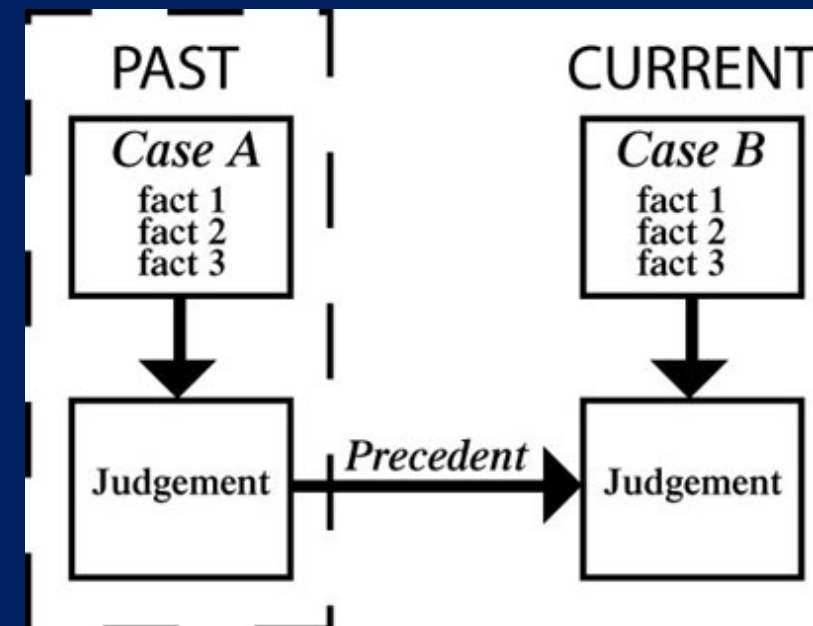 PAST
Case A
fact 1
fact 2
fact 3
Judgement
Precedent
CURRENT
Case B
fact 1
fact 2
fact 3
Judgement